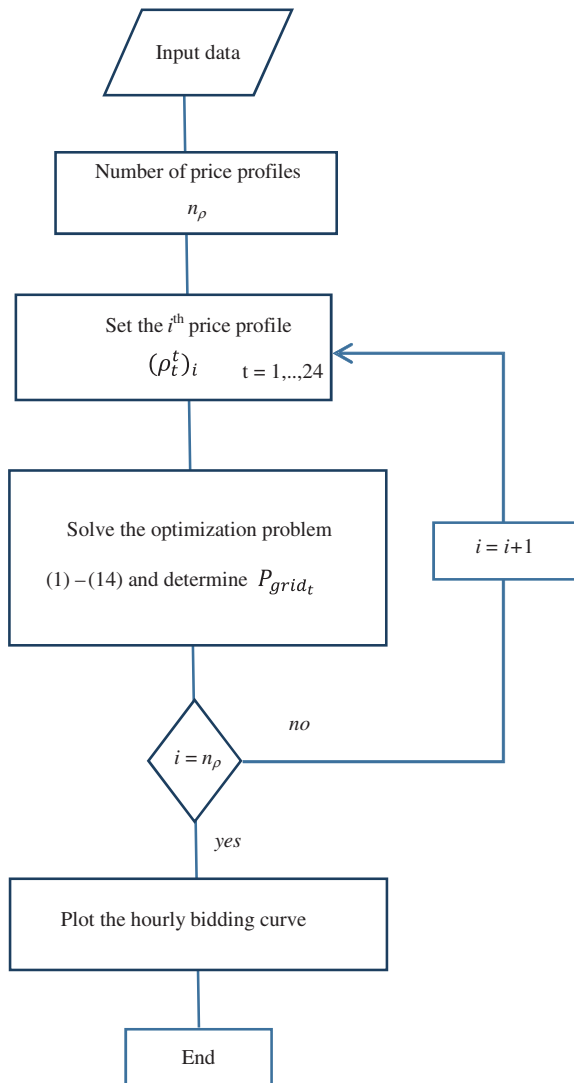 Input data
Number of price profiles
nρ
Set the ith price profile
(ρₜᵗ)ᵢ t = 1,..,24
Solve the optimization problem
(1) – (14) and determine P_gridₜ
i = i+1
no
i = nρ
yes
Plot the hourly bidding curve
End